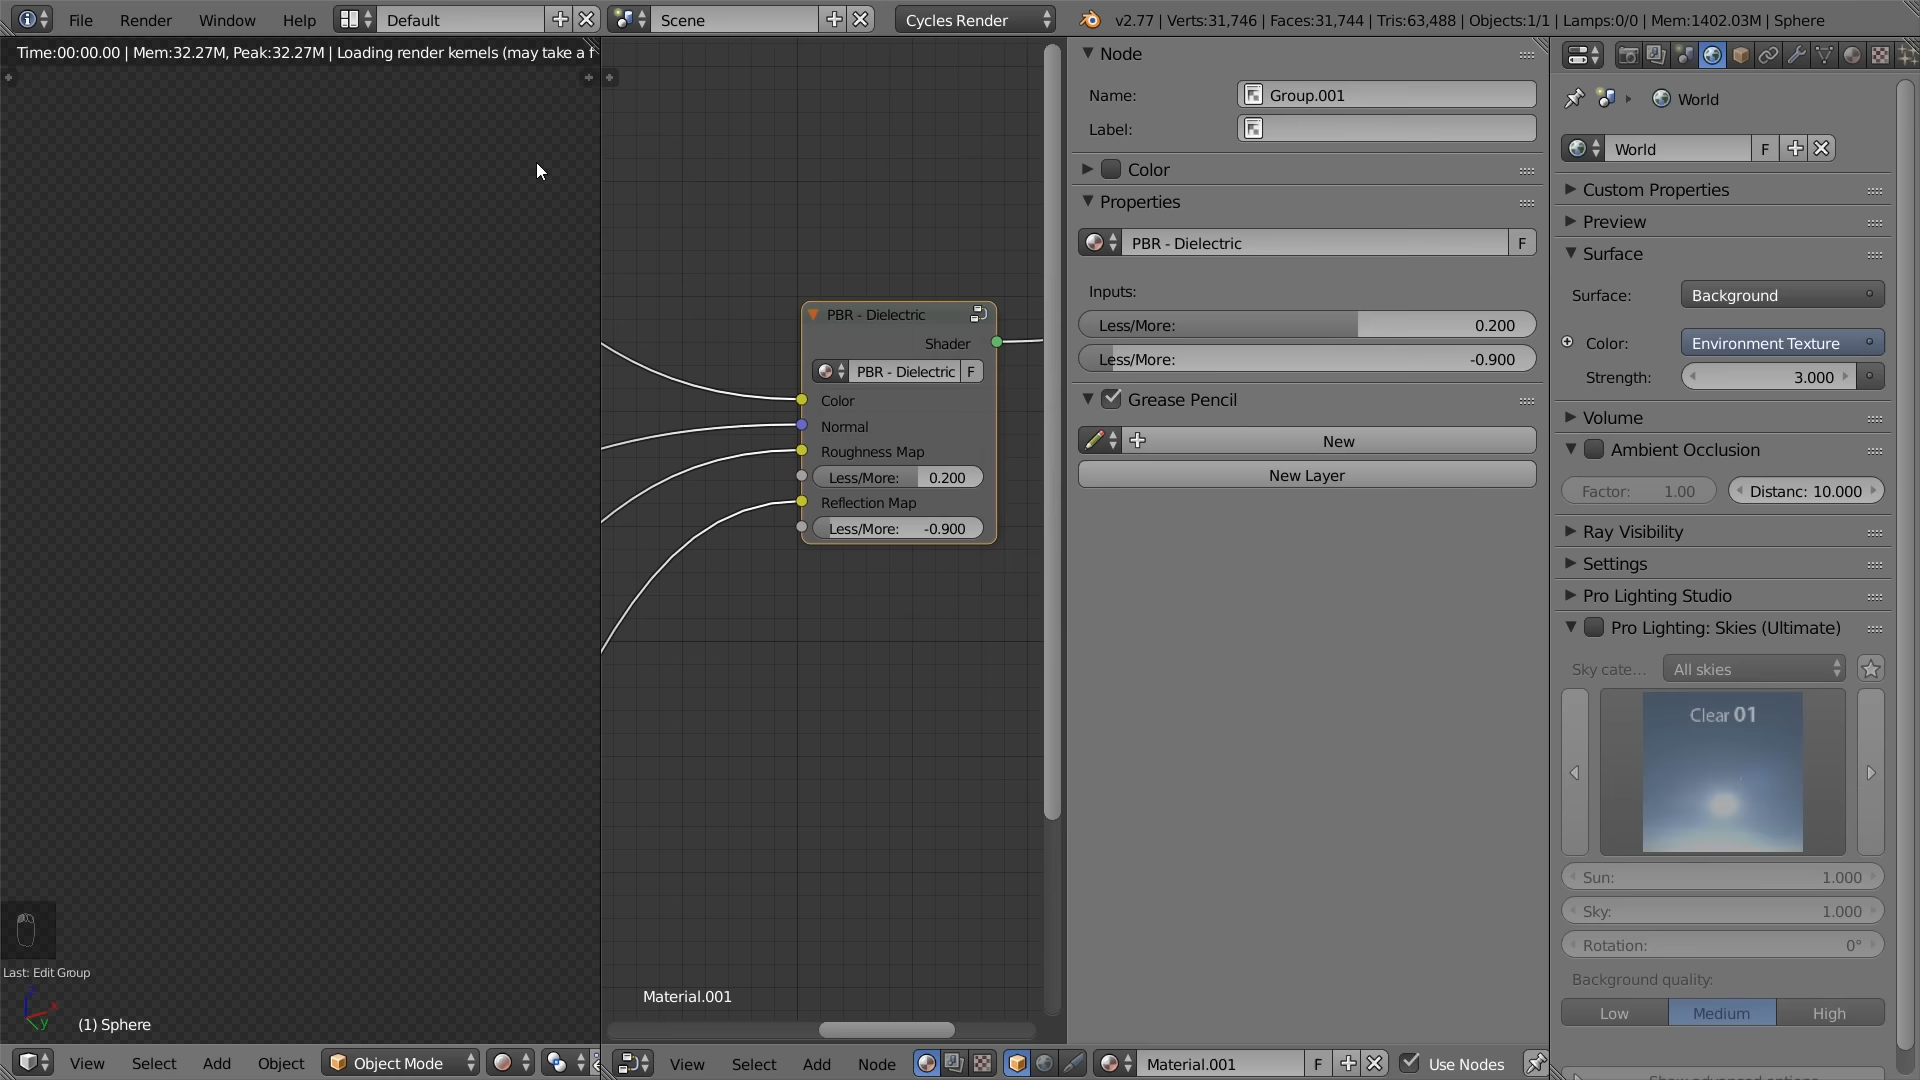 File Render Window Help Default Scene Cycles Render v2.77 | Verts:31,746 | Faces:31,744 | Tris:63,488 | Objects:1/1 | Lamps:0/0 | Mem:1402.03M | Sphere
Time:00:00.00 | Mem:32.27M, Peak:32.27M | Loading render kernels (may take a f
Last: Edit Group
(1) Sphere
View Select Add Object Object Mode
PBR - Dielectric
Shader
PBR - Dielectric F
Color
Normal
Roughness Map
Less/More: 0.200
Reflection Map
Less/More: -0.900
Material.001
View Select Add Node Material.001 F Use Nodes
Node
Name: Group.001
Label:
Color
Properties
PBR - Dielectric F
Inputs:
Less/More: 0.200
Less/More: -0.900
Grease Pencil
New
New Layer
World
World F
Custom Properties
Preview
Surface
Surface: Background
Color: Environment Texture
Strength: 3.000
Volume
Ambient Occlusion
Factor: 1.00 Distanc: 10.000
Ray Visibility
Settings
Pro Lighting Studio
Pro Lighting: Skies (Ultimate)
Sky cate... All skies
Clear 01
Sun: 1.000
Sky: 1.000
Rotation: 0°
Background quality:
Low Medium High